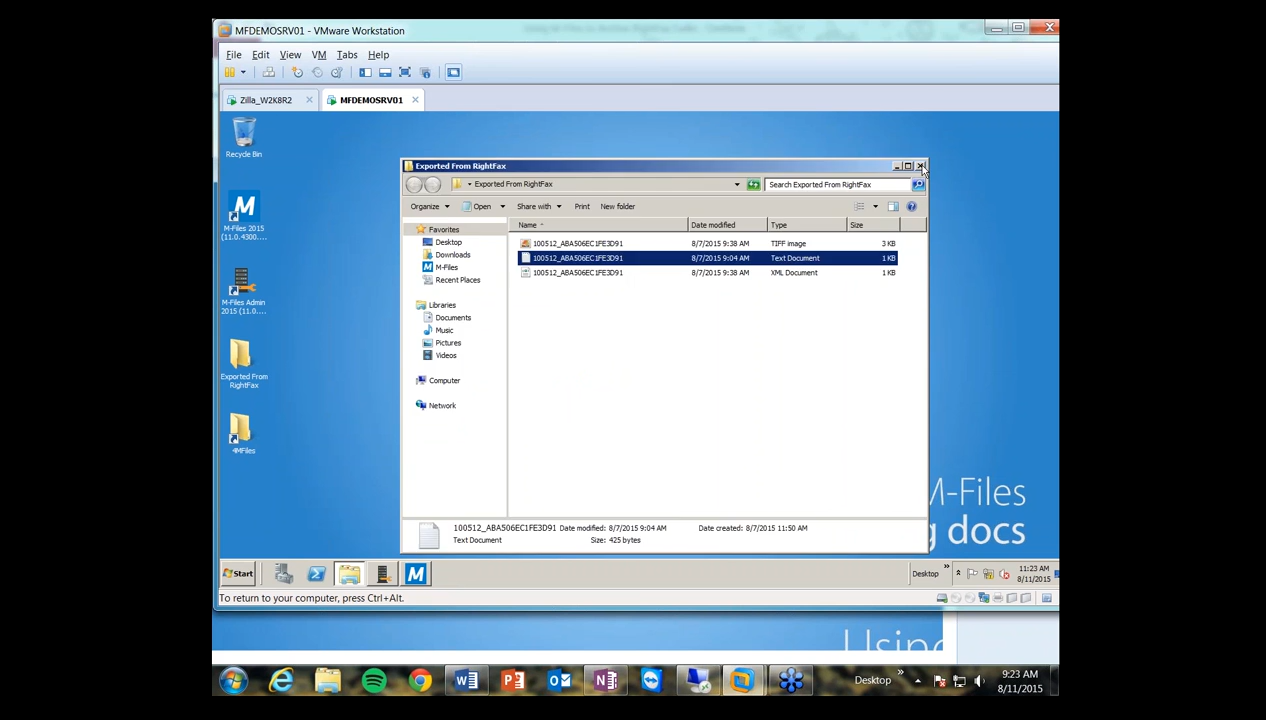 MFDEMOSRV01 - VMware Workstation
File Edit View VM Tabs Help
Zilla_W2K8R2
MFDEMOSRV01
Recycle Bin
M-Files 2015
(11.0.4300....
M-Files Admin
2015 (11.0....
Exported From
RightFax
4MFiles
Exported From RightFax
Exported From RightFax
Search Exported From RightFax
Organize Open Share with Print New folder
Favorites
Desktop
Downloads
M-Files
Recent Places
Libraries
Documents
Music
Pictures
Videos
Computer
Network
Name Date modified Type Size
100512_ABA506EC1FE3D91 8/7/2015 9:38 AM TIFF image 3 KB
100512_ABA506EC1FE3D91 8/7/2015 9:04 AM Text Document 1 KB
100512_ABA506EC1FE3D91 8/7/2015 9:38 AM XML Document 1 KB
100512_ABA506EC1FE3D91 Date modified: 8/7/2015 9:04 AM Date created: 8/7/2015 11:50 AM
Text Document Size: 425 bytes
M-Files
g docs
Start
Desktop
11:23 AM
8/11/2015
To return to your computer, press Ctrl+Alt.
Using
Desktop
9:23 AM
8/11/2015